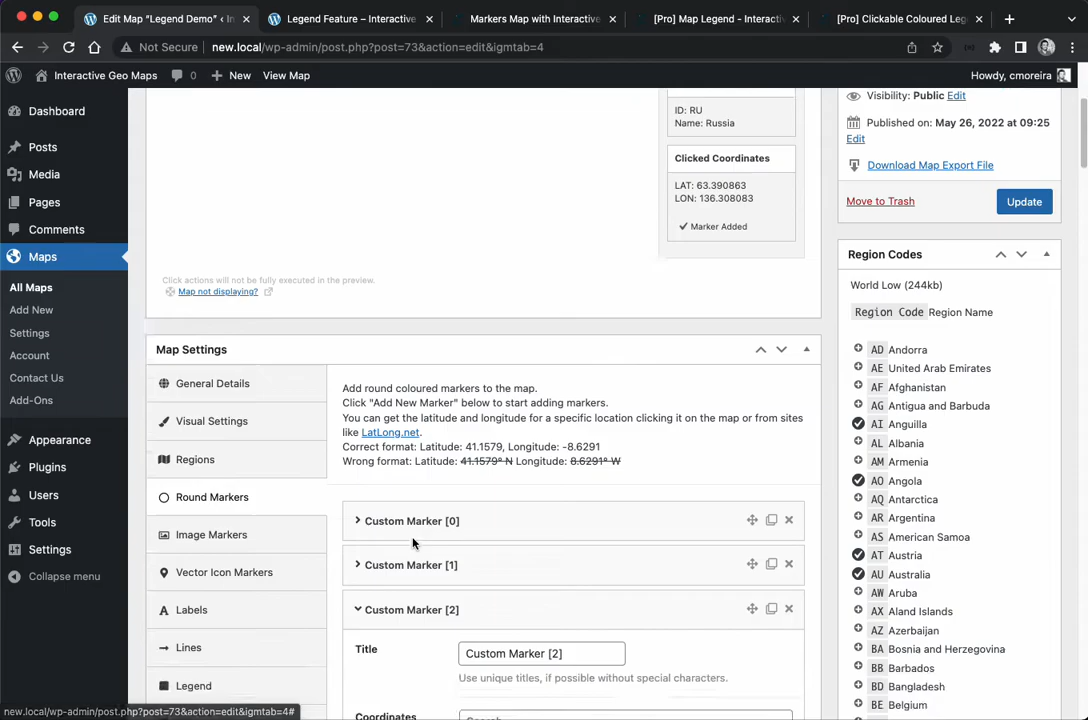 Edit Map “Legend Demo” ‹ In
Legend Feature – Interactive
Markers Map with Interactive
[Pro] Map Legend - Interactiv
[Pro] Clickable Coloured Leg
Not Secure
new.local/wp-admin/post.php?post=73&action=edit&igmtab=4
Interactive Geo Maps
0
New
View Map
Howdy, cmoreira
Dashboard
Posts
Media
Pages
Comments
Maps
All Maps
Add New
Settings
Account
Contact Us
Add-Ons
Appearance
Plugins
Users
Tools
Settings
Collapse menu
ID: RU
Name: Russia
Clicked Coordinates
LAT: 63.390863
LON: 136.308083
✓ Marker Added
Click actions will not be fully executed in the preview.
Map not displaying?
Map Settings
General Details
Visual Settings
Regions
Round Markers
Image Markers
Vector Icon Markers
Labels
Lines
Legend
Add round coloured markers to the map.
Click "Add New Marker" below to start adding markers.
You can get the latitude and longitude for a specific location clicking it on the map or from sites
like LatLong.net.
Correct format: Latitude: 41.1579, Longitude: -8.6291
Wrong format: Latitude: 41.1579° N Longitude: 8.6291° W
Custom Marker [0]
Custom Marker [1]
Custom Marker [2]
Title
Custom Marker [2]
Use unique titles, if possible without special characters.
Coordinates
Search
Visibility: Public Edit
Published on: May 26, 2022 at 09:25
Edit
Download Map Export File
Move to Trash
Update
Region Codes
World Low (244kb)
Region Code Region Name
AD Andorra
AE United Arab Emirates
AF Afghanistan
AG Antigua and Barbuda
AI Anguilla
AL Albania
AM Armenia
AO Angola
AQ Antarctica
AR Argentina
AS American Samoa
AT Austria
AU Australia
AW Aruba
AX Aland Islands
AZ Azerbaijan
BA Bosnia and Herzegovina
BB Barbados
BD Bangladesh
BE Belgium
new.local/wp-admin/post.php?post=73&action=edit&igmtab=4#